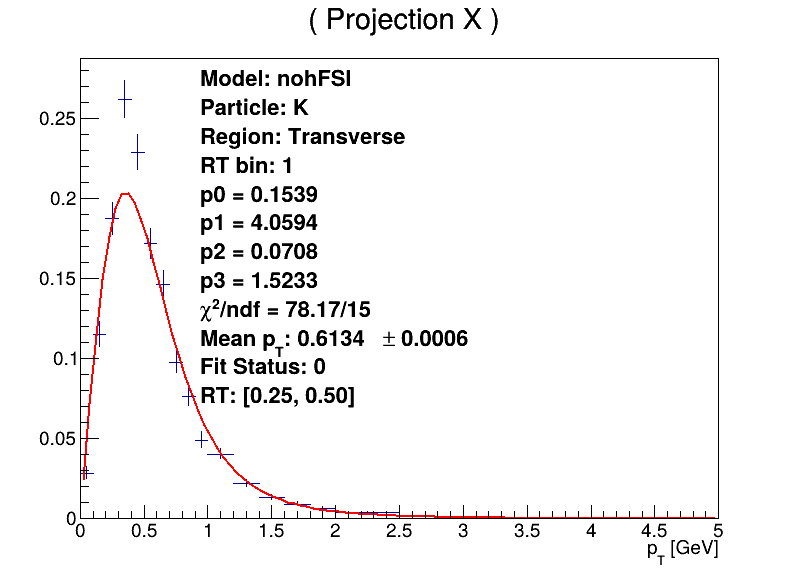 ( Projection X )
Model: nohFSI
Particle: K
Region: Transverse
RT bin: 1
p0 = 0.1539
p1 = 4.0594
p2 = 0.0708
p3 = 1.5233
χ²/ndf = 78.17/15
Mean p_T: 0.6134 ± 0.0006
Fit Status: 0
RT: [0.25, 0.50]
0.25
0.2
0.15
0.1
0.05
0
0 0.5 1 1.5 2 2.5 3 3.5 4 4.5 5
p_T [GeV]